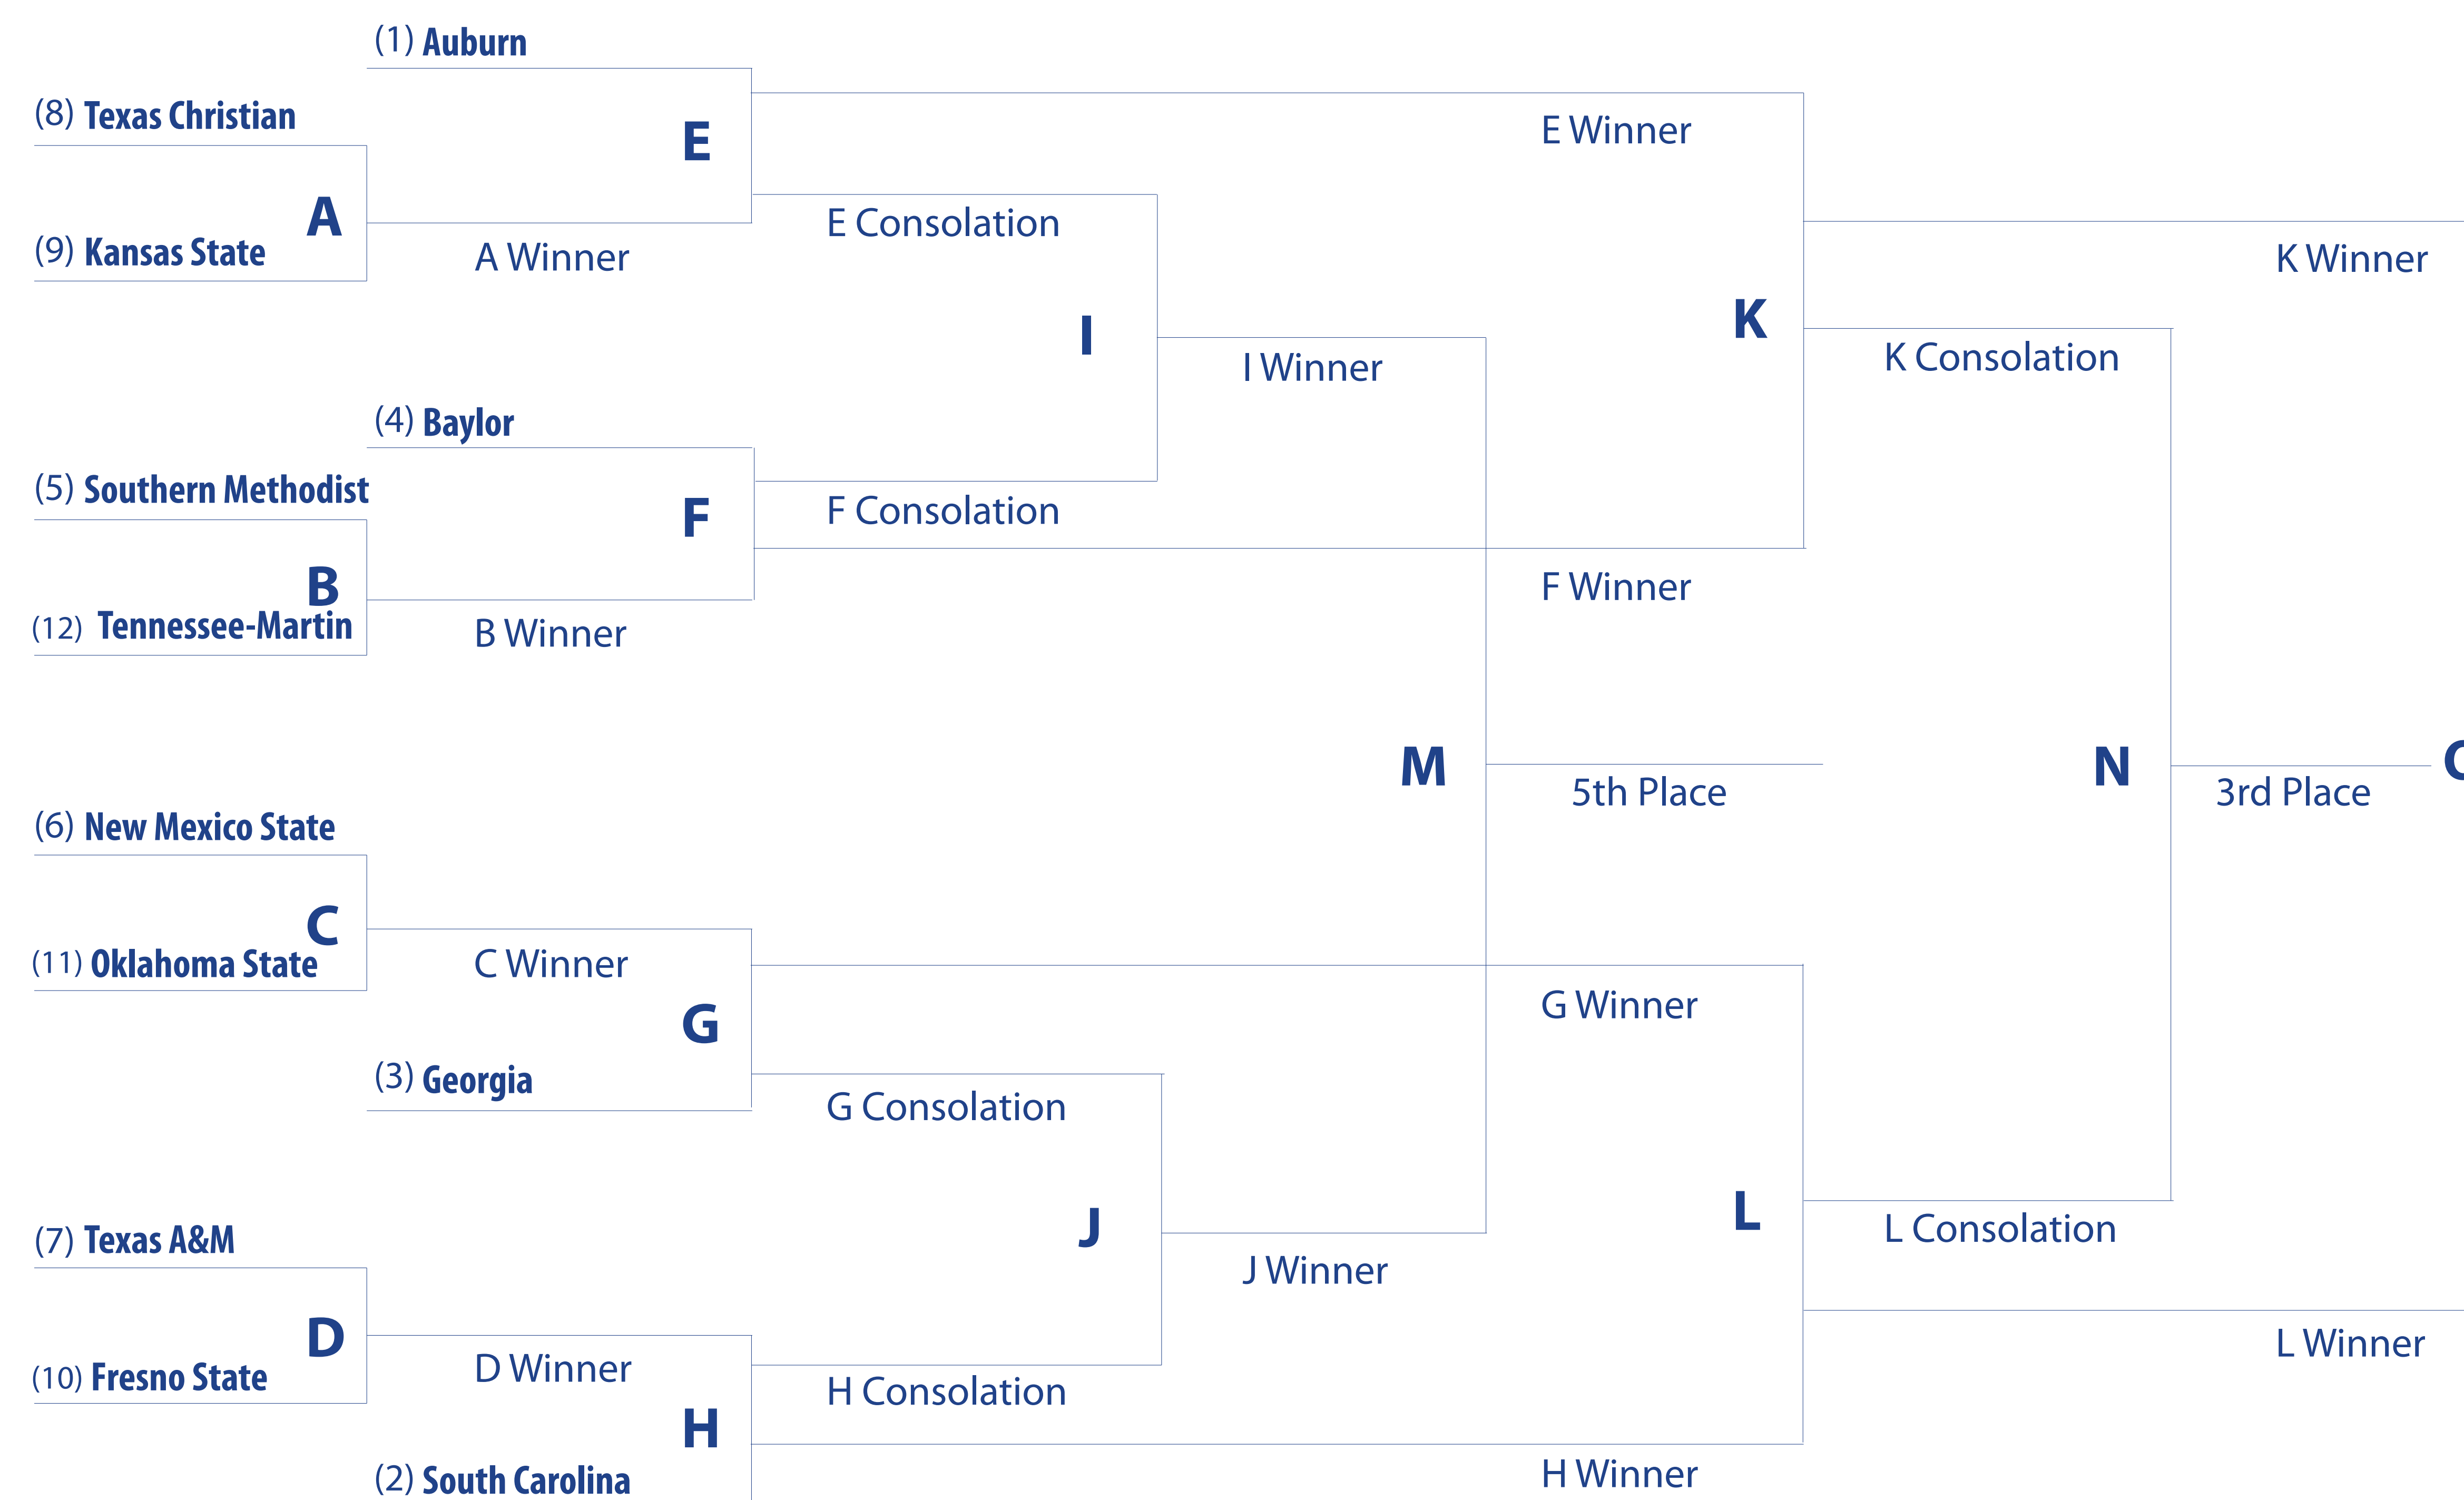 (1) Auburn
(8) Texas Christian
E
E Winner
A
E Consolation
(9) Kansas State
A Winner
K Winner
I
K
I Winner
K Consolation
(4) Baylor
(5) Southern Methodist
F
F Consolation
B
F Winner
(12) Tennessee-Martin
B Winner
M
N
5th Place
3rd Place
(6) New Mexico State
C
(11) Oklahoma State
C Winner
G
G Winner
(3) Georgia
G Consolation
J
L
(7) Texas A&M
L Consolation
J Winner
D
D Winner
L Winner
(10) Fresno State
H Consolation
H
(2) South Carolina
H Winner